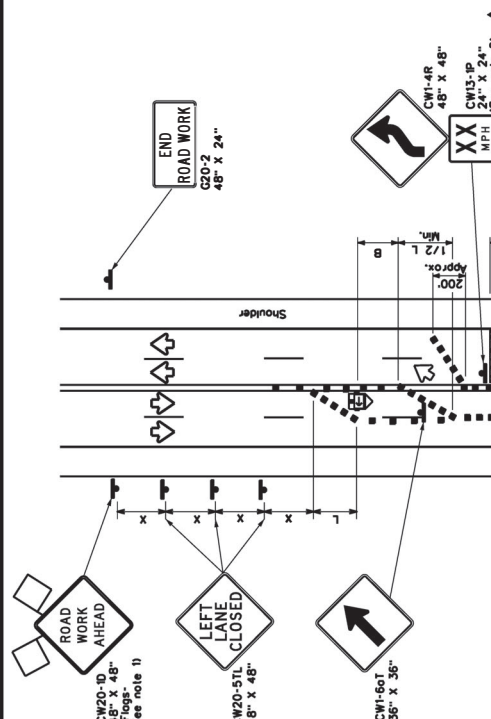 END
ROAD WORK
G20-2
48" X 24"
CW1-4R
48" X 48"
CW13-1P
24" X 24"
XX
MPH
B
1/2 L
Min.
Approx.
200'
Shoulder
X
X
X
X
L
ROAD
WORK
AHEAD
CW20-1D
48" X 48"
Flags-
see note 1)
LEFT
LANE
CLOSED
W20-5TL
8" X 48"
CW1-6aT
36" X 36"